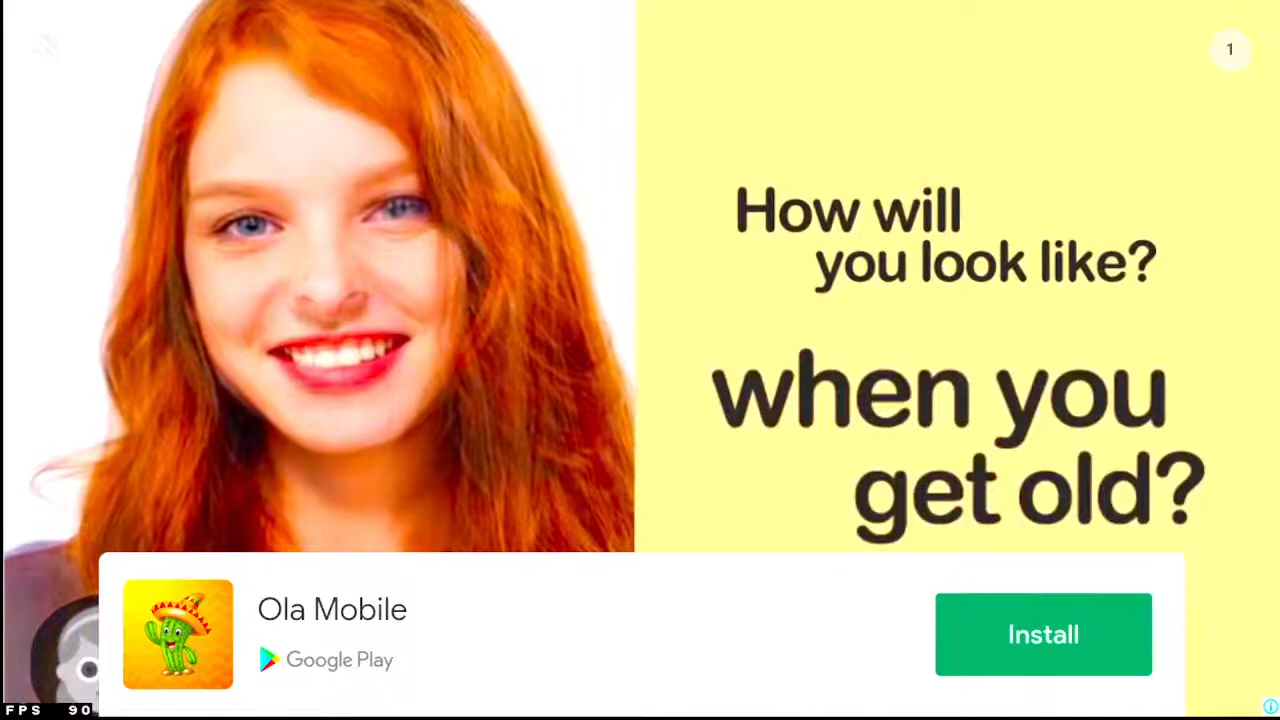 1
How will
you look like?
when you
get old?
Ola Mobile
Google Play
Install
FPS 90